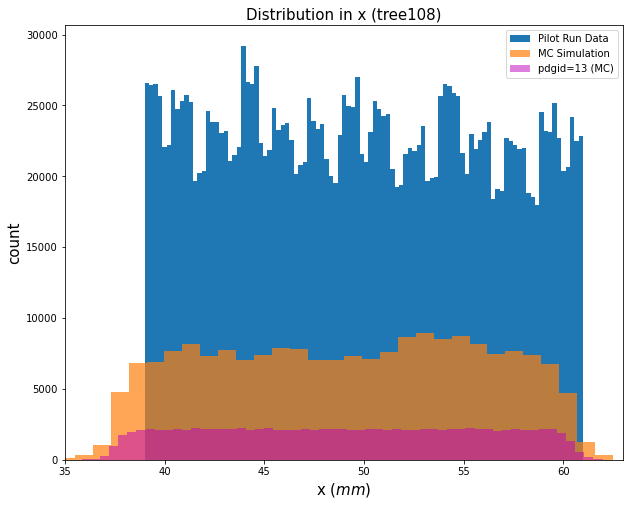 Distribution in x (tree108)
Pilot Run Data
MC Simulation
pdgid=13 (MC)
30000
25000
20000
15000
10000
5000
0
count
35 40 45 50 55 60
x (mm)